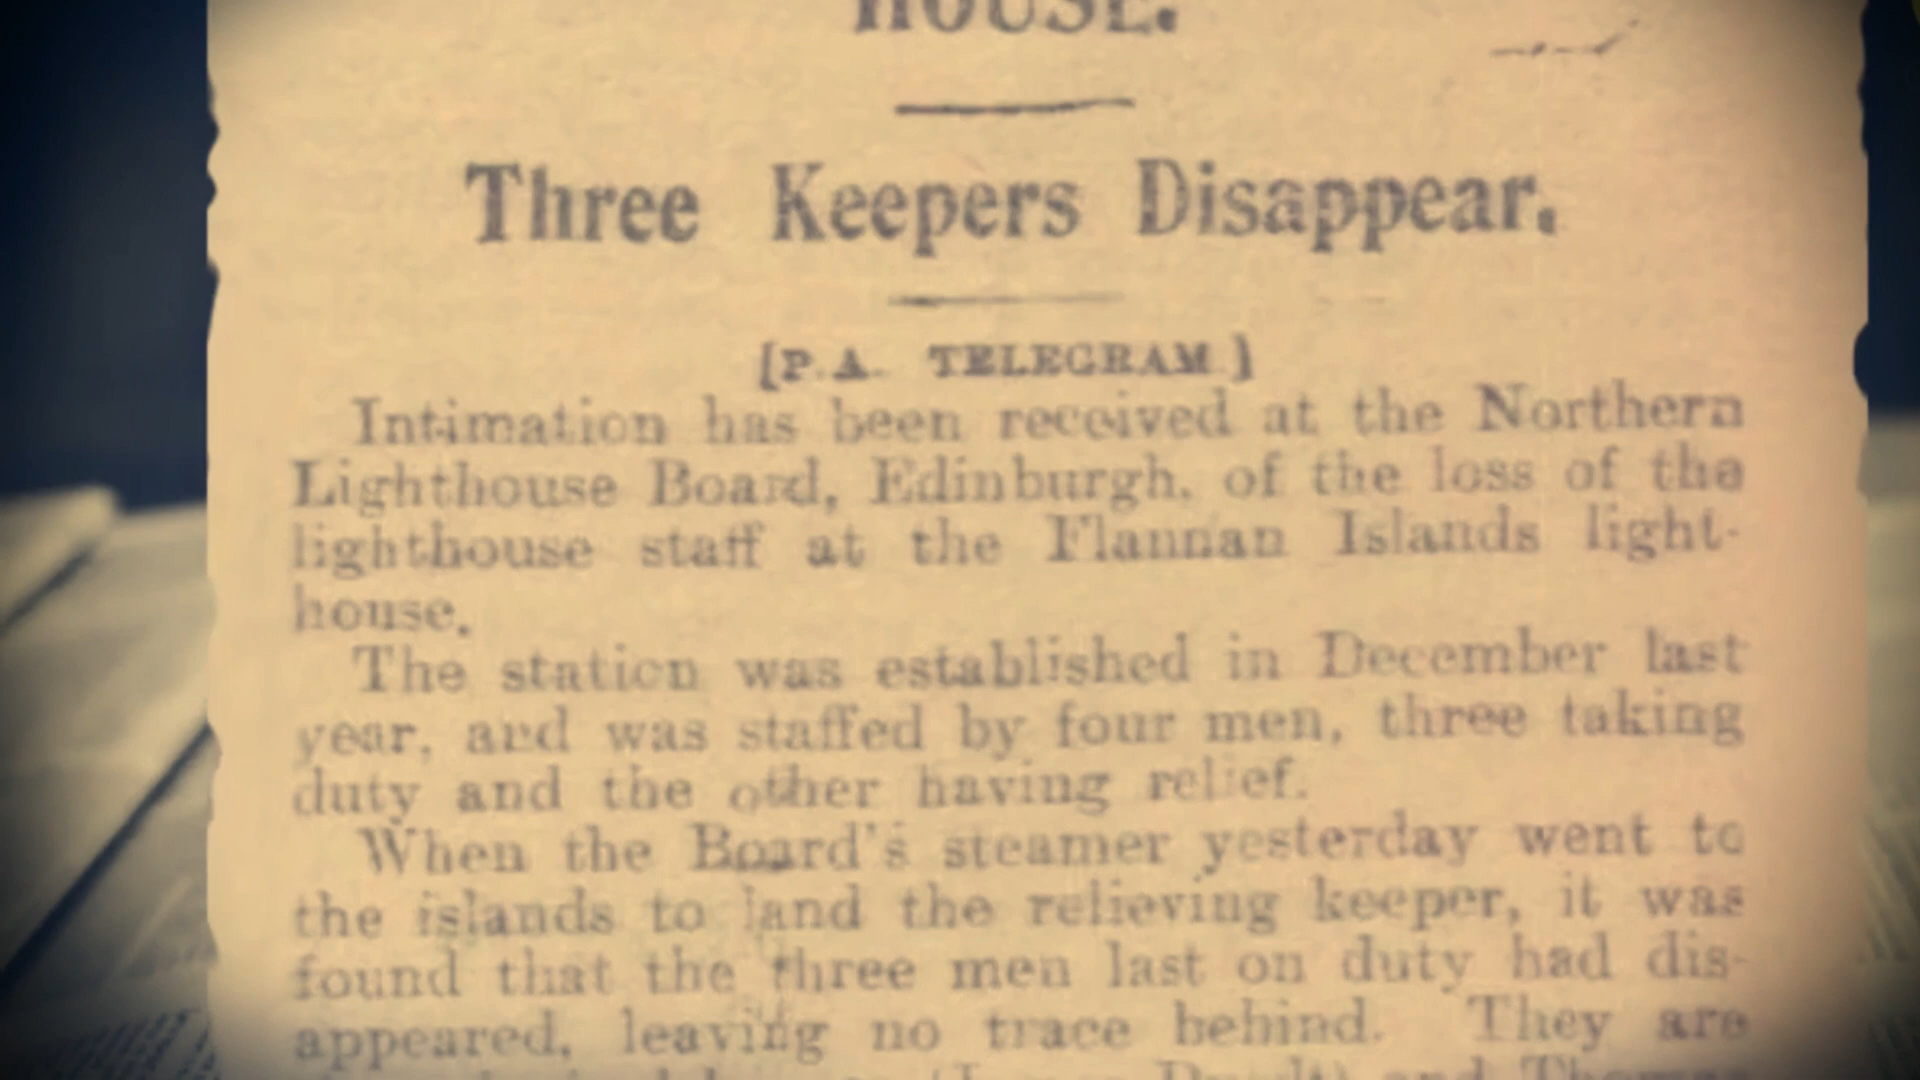 HOUSE.
Three Keepers Disappear.
[P.A. TELEGRAM.]
Intimation has been received at the Northern
Lighthouse Board, Edinburgh, of the loss of the
lighthouse staff at the Flannan Islands light-
house.
The station was established in December last
year, and was staffed by four men, three taking
duty and the other having relief.
When the Board's steamer yesterday went to
the islands to land the relieving keeper, it was
found that the three men last on duty had dis-
appeared, leaving no trace behind. They are
and Thomas